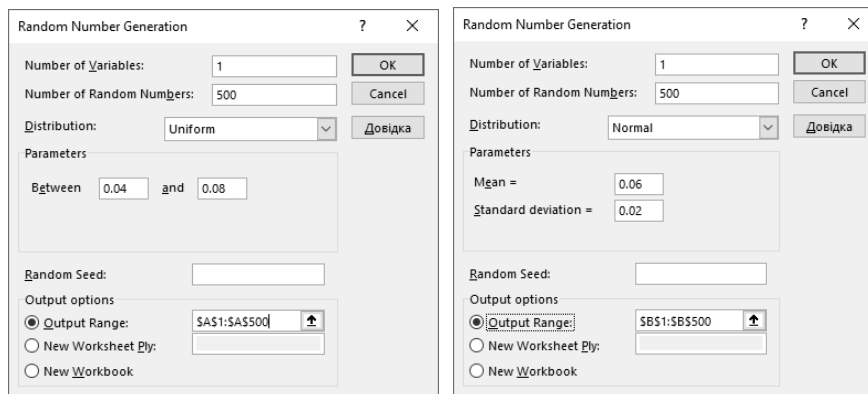 Random Number Generation
?
Number of Variables:
1
OK
Number of Random Numbers:
500
Cancel
Distribution:
Uniform
Довідка
Parameters
Between
0.04
and
0.08
Random Seed:
Output options
Output Range:
$A$1:$A$500
New Worksheet Ply:
New Workbook
Random Number Generation
?
Number of Variables:
1
OK
Number of Random Numbers:
500
Cancel
Distribution:
Normal
Довідка
Parameters
Mean =
0.06
Standard deviation =
0.02
Random Seed:
Output options
Output Range:
$B$1:$B$500
New Worksheet Ply:
New Workbook